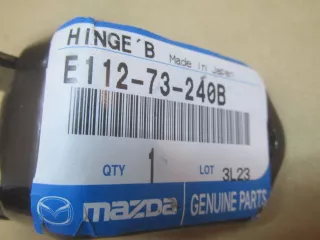 HINGE'B Made in Japan
E112-73-240B
QTY 1 LOT 3L23
mazda GENUINE PARTS